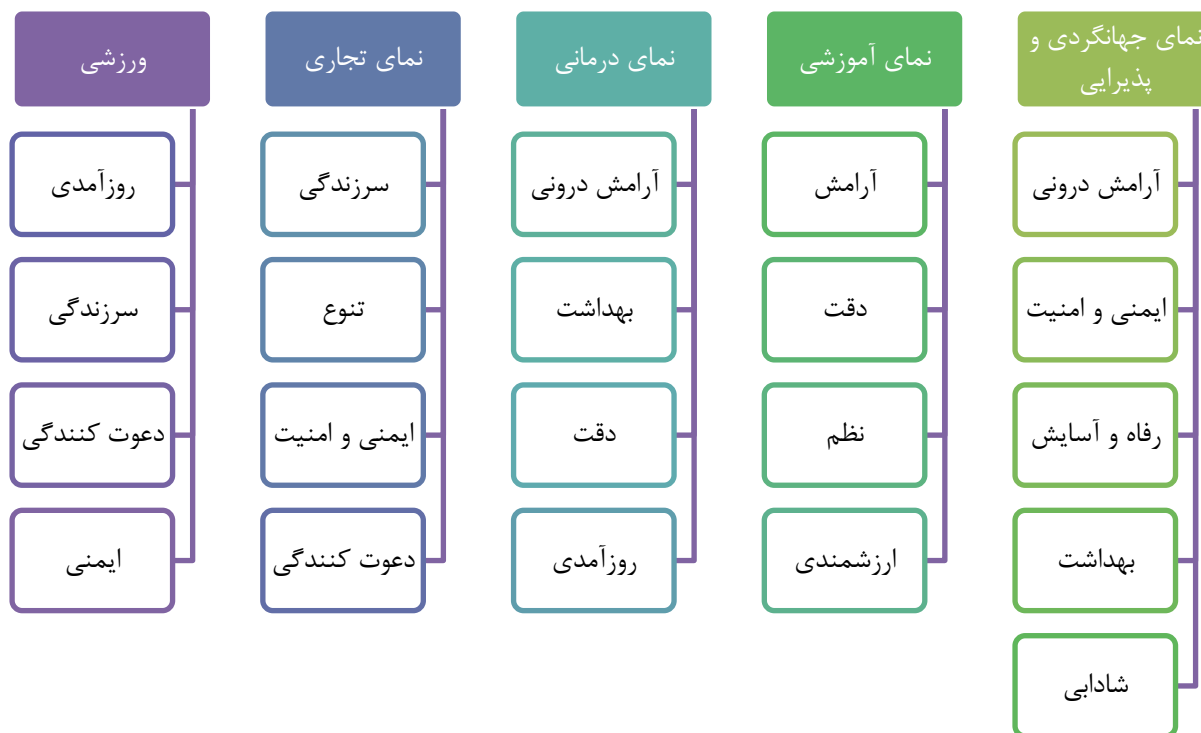 نمای جهانگردی و
پذیرایی
آرامش درونی
ایمنی و امنیت
رفاه و آسایش
بهداشت
شادابی
نمای آموزشی
آرامش
دقت
نظم
ارزشمندی
نمای درمانی
آرامش درونی
بهداشت
دقت
روزآمدی
نمای تجاری
سرزندگی
تنوع
ایمنی و امنیت
دعوت کنندگی
ورزشی
روزآمدی
سرزندگی
دعوت کنندگی
ایمنی